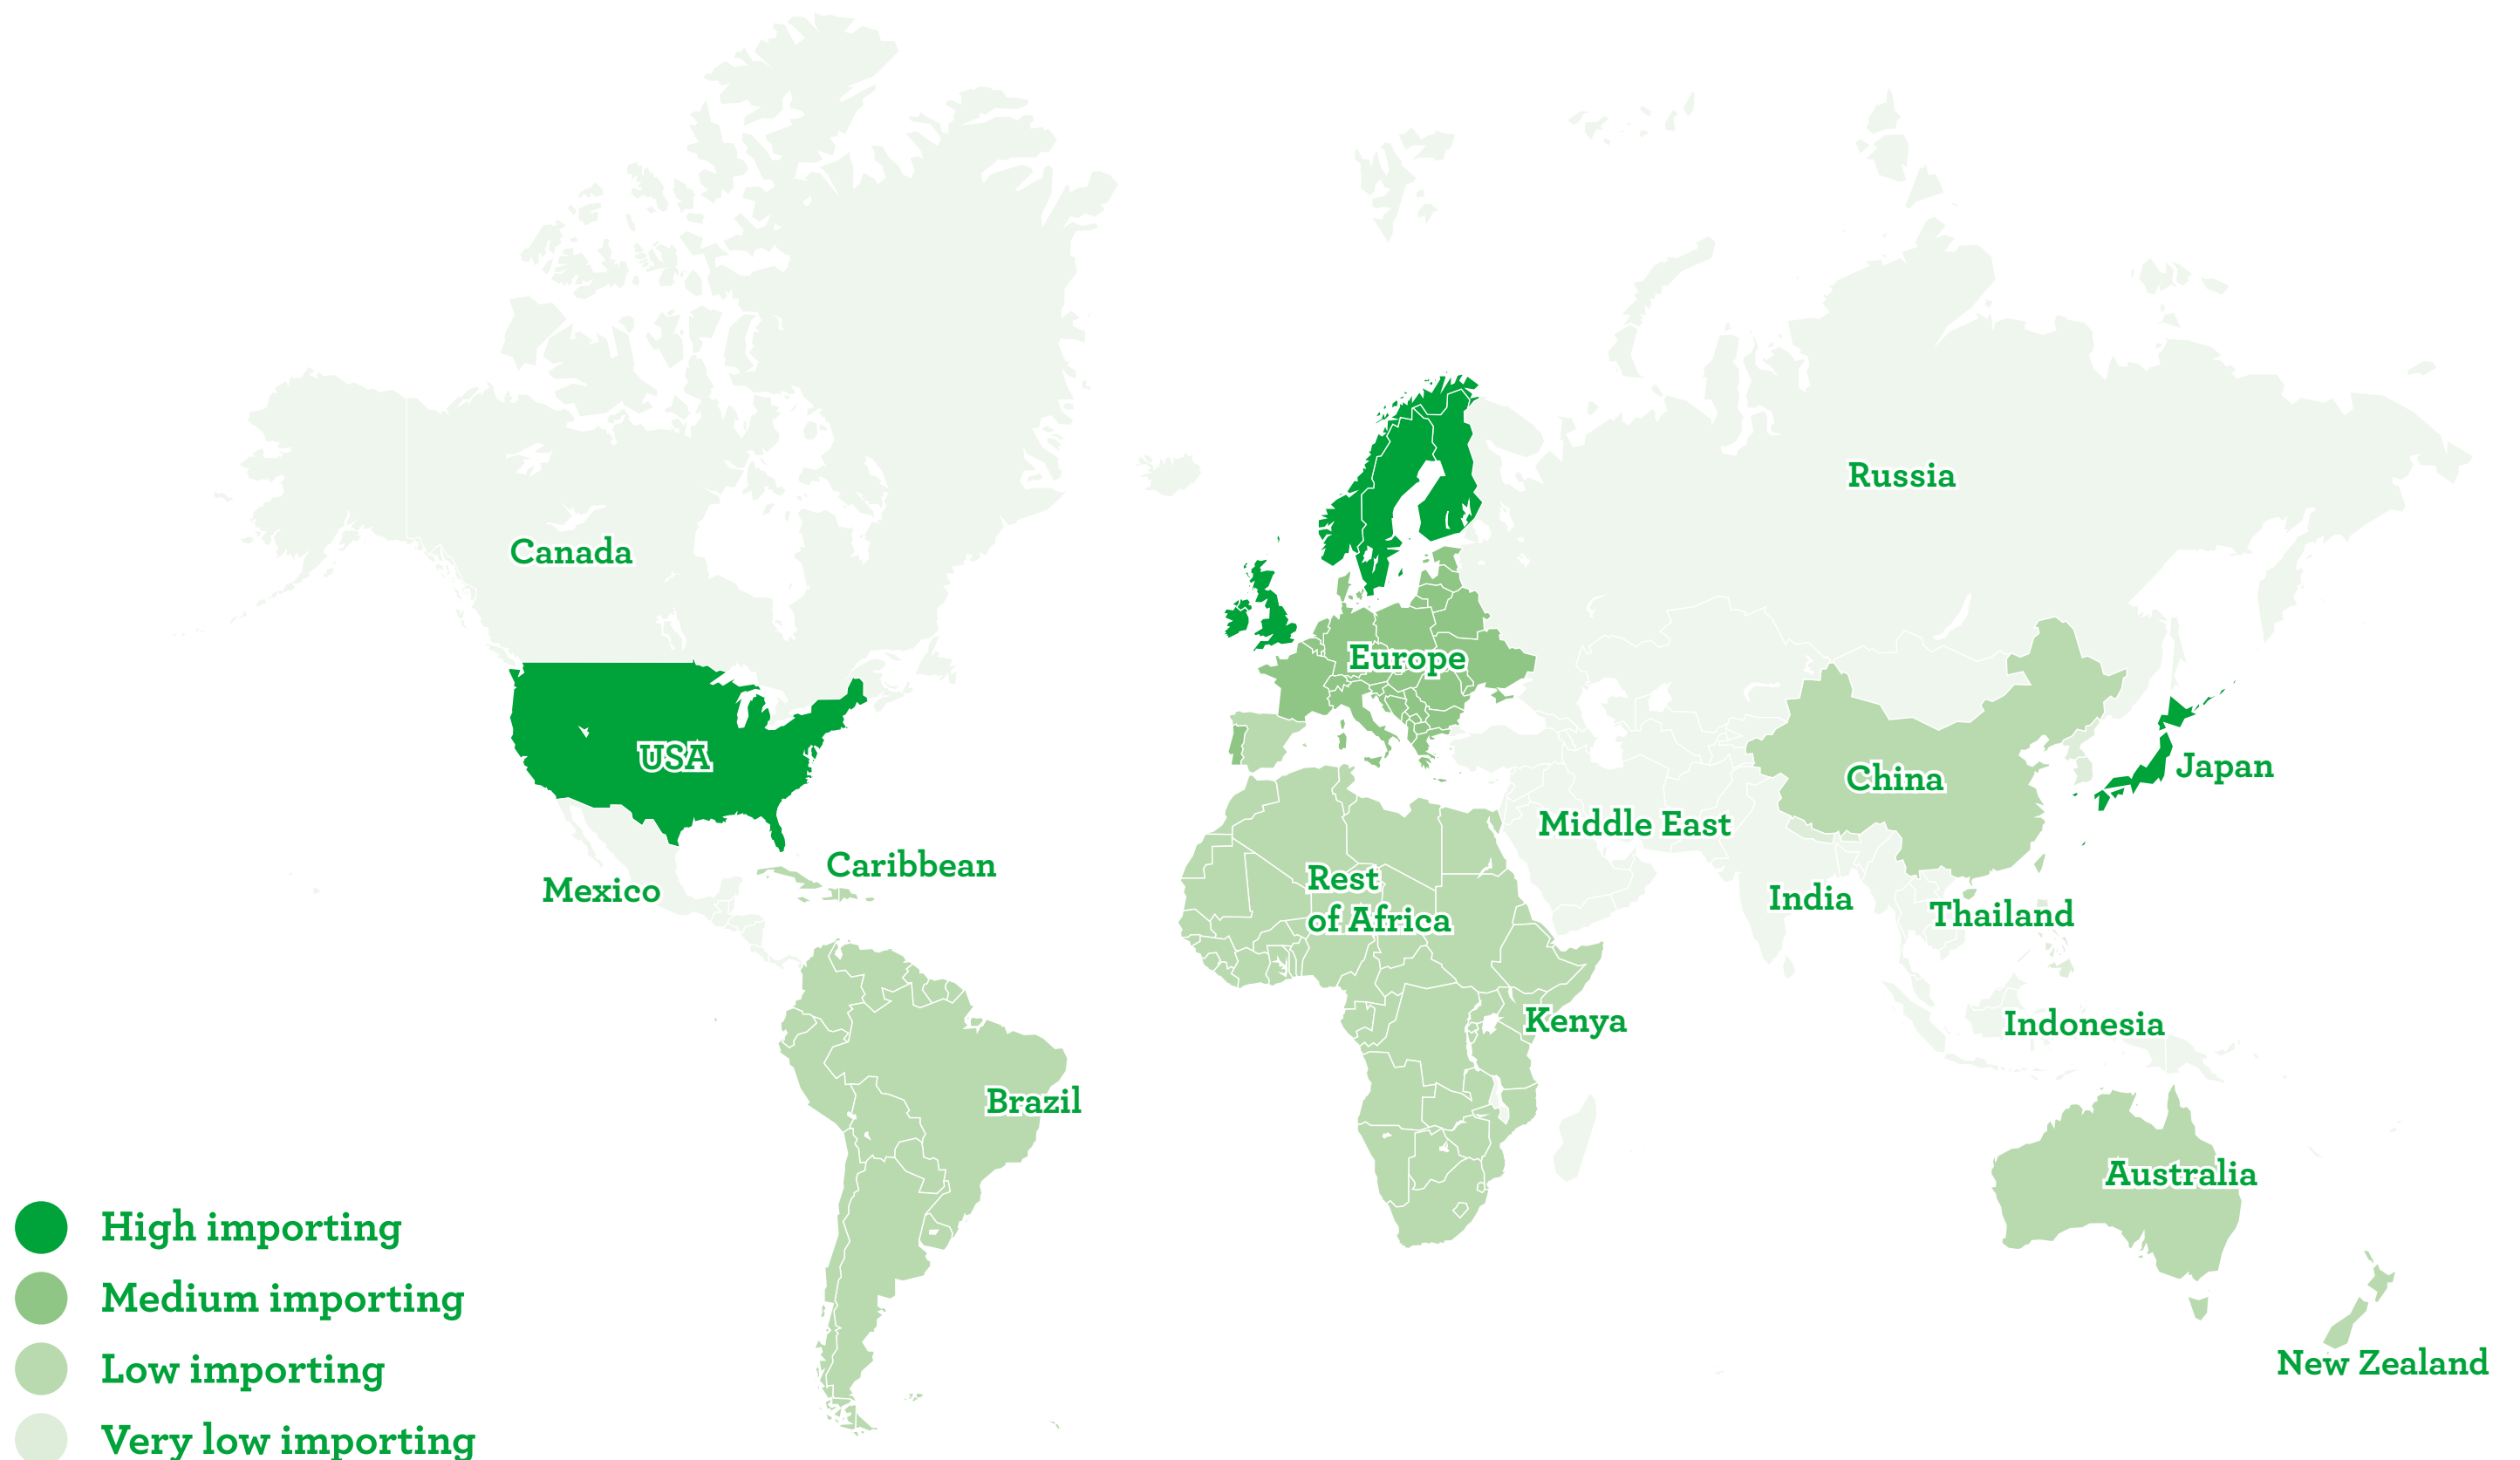 Russia
Canada
Europe
USA
Japan
China
Middle East
Caribbean
Mexico
Rest
of Africa
India
Thailand
Kenya
Indonesia
Brazil
Australia
New Zealand
High importing
Medium importing
Low importing
Very low importing